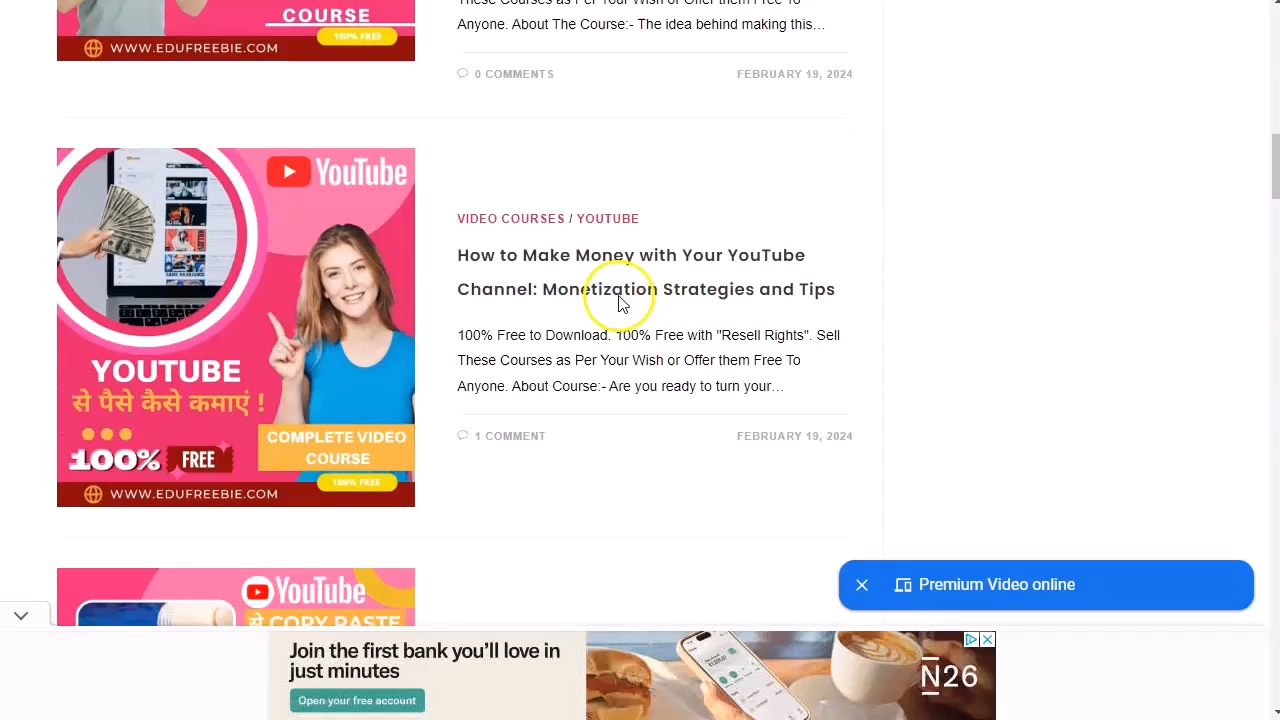 COURSE
100% FREE
WWW.EDUFREEBIE.COM
These Courses as Per Your Wish or Offer them Free To
Anyone. About The Course:- The idea behind making this…
0 COMMENTS
FEBRUARY 19, 2024
YouTube
YOUTUBE
से पैसे कैसे कमाएं !
100% FREE
COMPLETE VIDEO
COURSE
100% FREE
WWW.EDUFREEBIE.COM
VIDEO COURSES / YOUTUBE
How to Make Money with Your YouTube
Channel: Monetization Strategies and Tips
100% Free to Download. 100% Free with "Resell Rights". Sell
These Courses as Per Your Wish or Offer them Free To
Anyone. About Course:- Are you ready to turn your…
1 COMMENT
FEBRUARY 19, 2024
YouTube
से COPY PASTE
Premium Video online
Join the first bank you'll love in
just minutes
Open your free account
N26